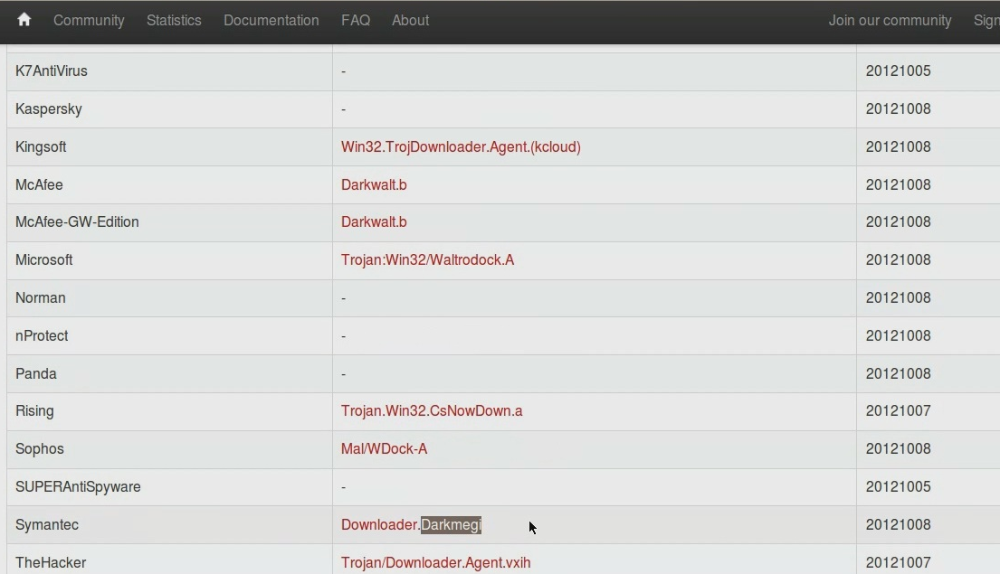 Community Statistics Documentation FAQ About Join our community Sign
K7AntiVirus - 20121005
Kaspersky - 20121008
Kingsoft Win32.TrojDownloader.Agent.(kcloud) 20121008
McAfee Darkwalt.b 20121008
McAfee-GW-Edition Darkwalt.b 20121008
Microsoft Trojan:Win32/Waltrodock.A 20121008
Norman - 20121008
nProtect - 20121008
Panda - 20121008
Rising Trojan.Win32.CsNowDown.a 20121007
Sophos Mal/WDock-A 20121008
SUPERAntiSpyware - 20121005
Symantec Downloader.Darkmegi 20121008
TheHacker Trojan/Downloader.Agent.vxih 20121007